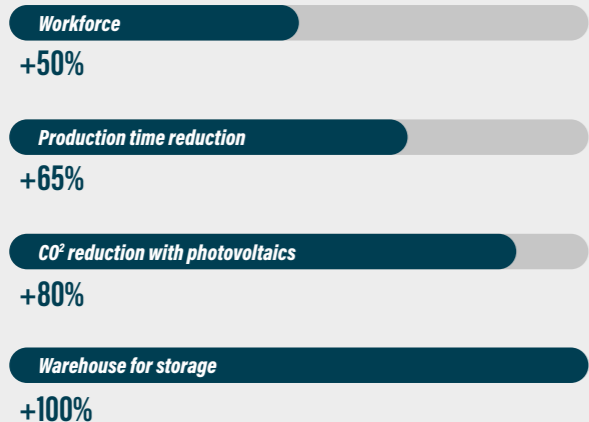 Workforce
+50%
Production time reduction
+65%
CO² reduction with photovoltaics
+80%
Warehouse for storage
+100%